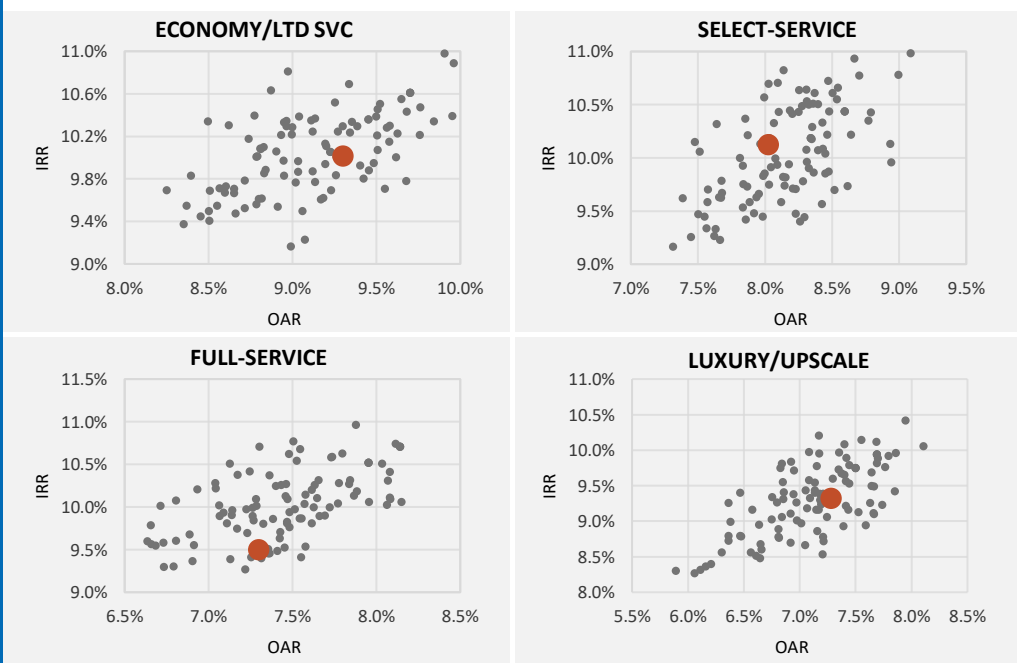 ECONOMY/LTD SVC
11.0%
10.6%
10.2%
9.8%
9.4%
9.0%
IRR
8.0% 8.5% 9.0% 9.5% 10.0%
OAR
SELECT-SERVICE
11.0%
10.5%
10.0%
9.5%
9.0%
IRR
7.0% 7.5% 8.0% 8.5% 9.0% 9.5%
OAR
FULL-SERVICE
11.5%
11.0%
10.5%
10.0%
9.5%
9.0%
IRR
6.5% 7.0% 7.5% 8.0% 8.5%
OAR
LUXURY/UPSCALE
11.0%
10.5%
10.0%
9.5%
9.0%
8.5%
8.0%
IRR
5.5% 6.0% 6.5% 7.0% 7.5% 8.0% 8.5%
OAR